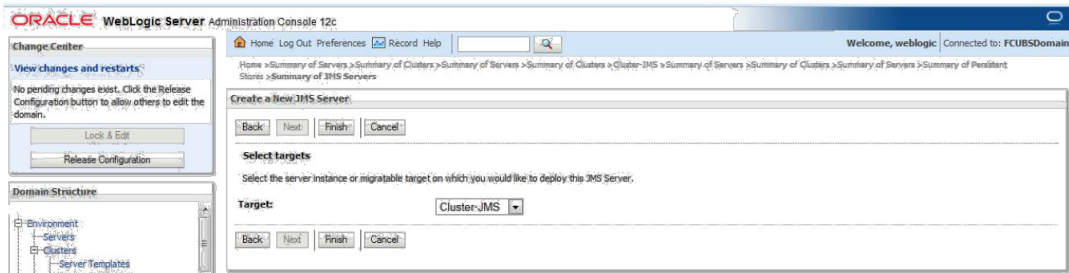 ORACLE WebLogic Server Administration Console 12c
Change Center
View changes and restarts
No pending changes exist. Click the Release
Configuration button to allow others to edit the
domain.
Lock & Edit
Release Configuration
Domain Structure
Environment
Servers
Clusters
Server Templates
Home Log Out Preferences Record Help
Welcome, weblogic Connected to: FCUBSDomain
Home >Summary of Servers >Summary of Clusters >Summary of Servers >Summary of Clusters >Cluster-JMS >Summary of Servers >Summary of Clusters >Summary of Servers >Summary of Persistent
Stores >Summary of JMS Servers
Create a New JMS Server
Back Next Finish Cancel
Select targets
Select the server instance or migratable target on which you would like to deploy this JMS Server.
Target: Cluster-JMS
Back Next Finish Cancel